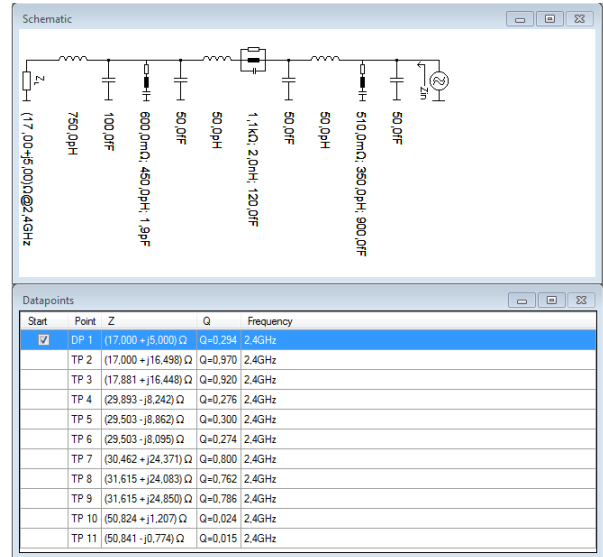 Schematic
Z_L
Zin
(17 ,00+j5,00)Ω@2,4GHz
750,0pH
100,0fF
600,0mΩ; 450,0pH; 1,9pF
50,0fF
50,0pH
1,1kΩ; 2,0nH; 120,0fF
50,0fF
50,0pH
510,0mΩ; 350,0pH; 900,0fF
50,0fF
Datapoints
Start Point Z Q Frequency
DP 1 (17,000 + j5,000) Ω Q=0,294 2,4GHz
TP 2 (17,000 + j16,498) Ω Q=0,970 2,4GHz
TP 3 (17,881 + j16,448) Ω Q=0,920 2,4GHz
TP 4 (29,893 - j8,242) Ω Q=0,276 2,4GHz
TP 5 (29,503 - j8,862) Ω Q=0,300 2,4GHz
TP 6 (29,503 - j8,095) Ω Q=0,274 2,4GHz
TP 7 (30,462 + j24,371) Ω Q=0,800 2,4GHz
TP 8 (31,615 + j24,083) Ω Q=0,762 2,4GHz
TP 9 (31,615 + j24,850) Ω Q=0,786 2,4GHz
TP 10 (50,824 + j1,207) Ω Q=0,024 2,4GHz
TP 11 (50,841 - j0,774) Ω Q=0,015 2,4GHz